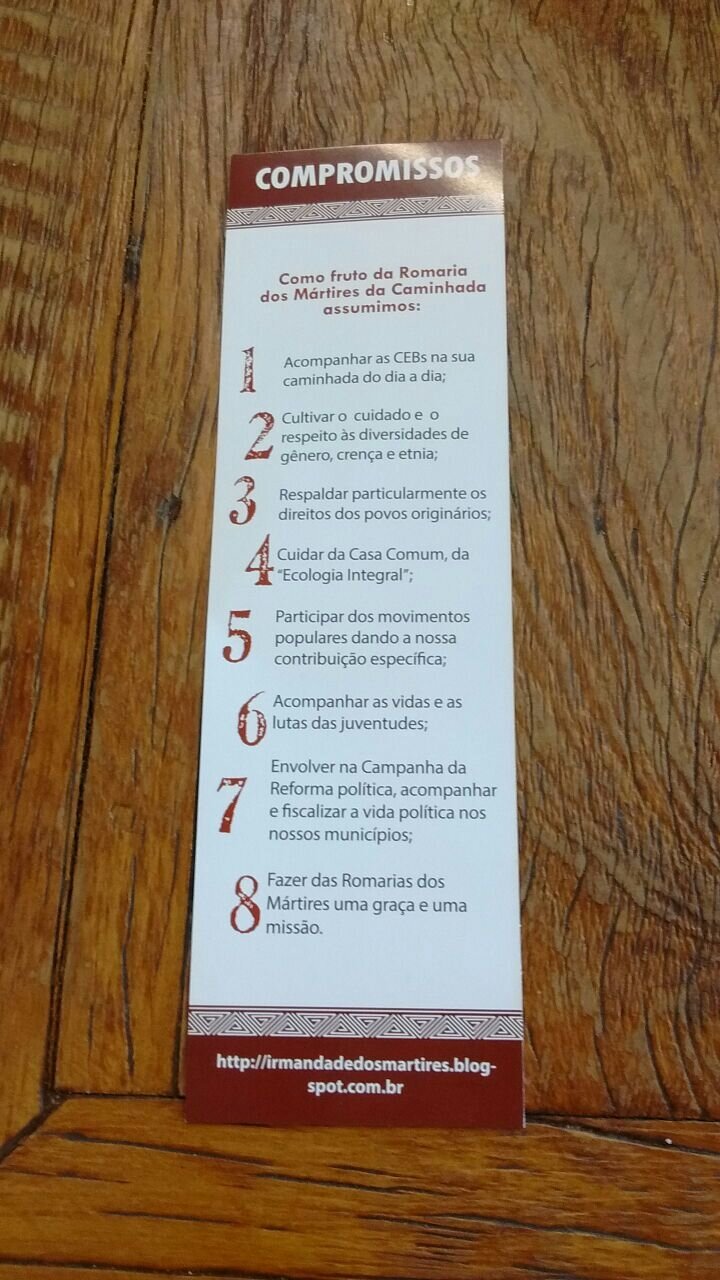 COMPROMISSOS
Como fruto da Romaria
dos Mártires da Caminhada
assumimos:
1 Acompanhar as CEBs na sua
caminhada do dia a dia;
2 Cultivar o cuidado e o
respeito às diversidades de
gênero, crença e etnia;
3 Respaldar particularmente os
direitos dos povos originários;
4 Cuidar da Casa Comum, da
"Ecologia Integral";
5 Participar dos movimentos
populares dando a nossa
contribuição específica;
6 Acompanhar as vidas e as
lutas das juventudes;
7 Envolver na Campanha da
Reforma política, acompanhar
e fiscalizar a vida política nos
nossos municípios;
8 Fazer das Romarias dos
Mártires uma graça e uma
missão.
http://irmandadedosmartires.blog-
spot.com.br